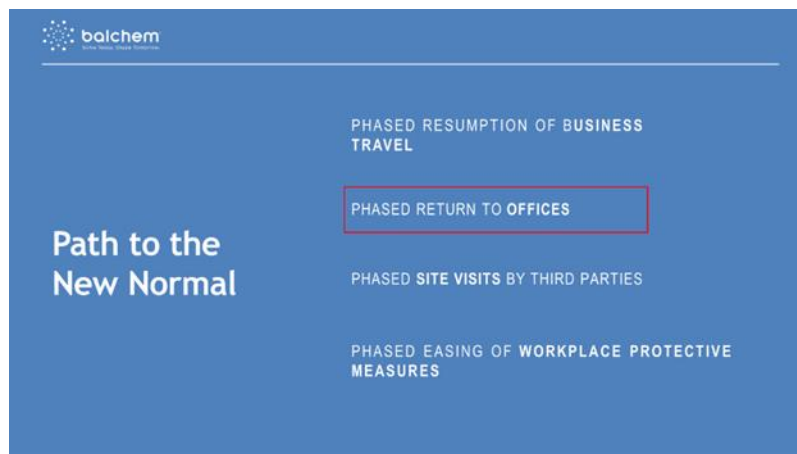 balchem
Path to the
New Normal
PHASED RESUMPTION OF BUSINESS
TRAVEL
PHASED RETURN TO OFFICES
PHASED SITE VISITS BY THIRD PARTIES
PHASED EASING OF WORKPLACE PROTECTIVE
MEASURES